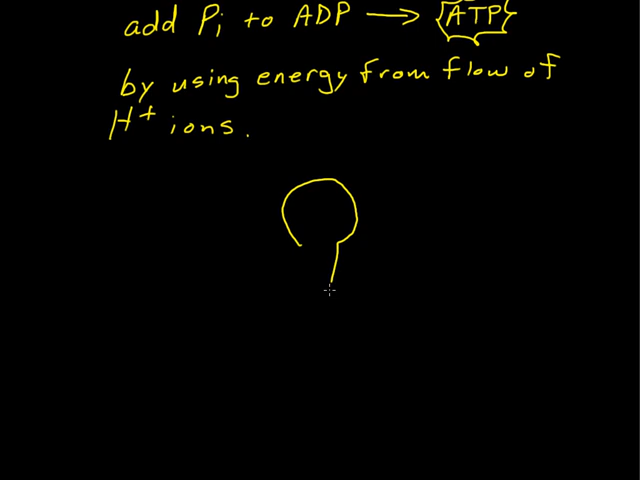 add Pi to ADP → ATP
by using energy from flow of
H+ ions.